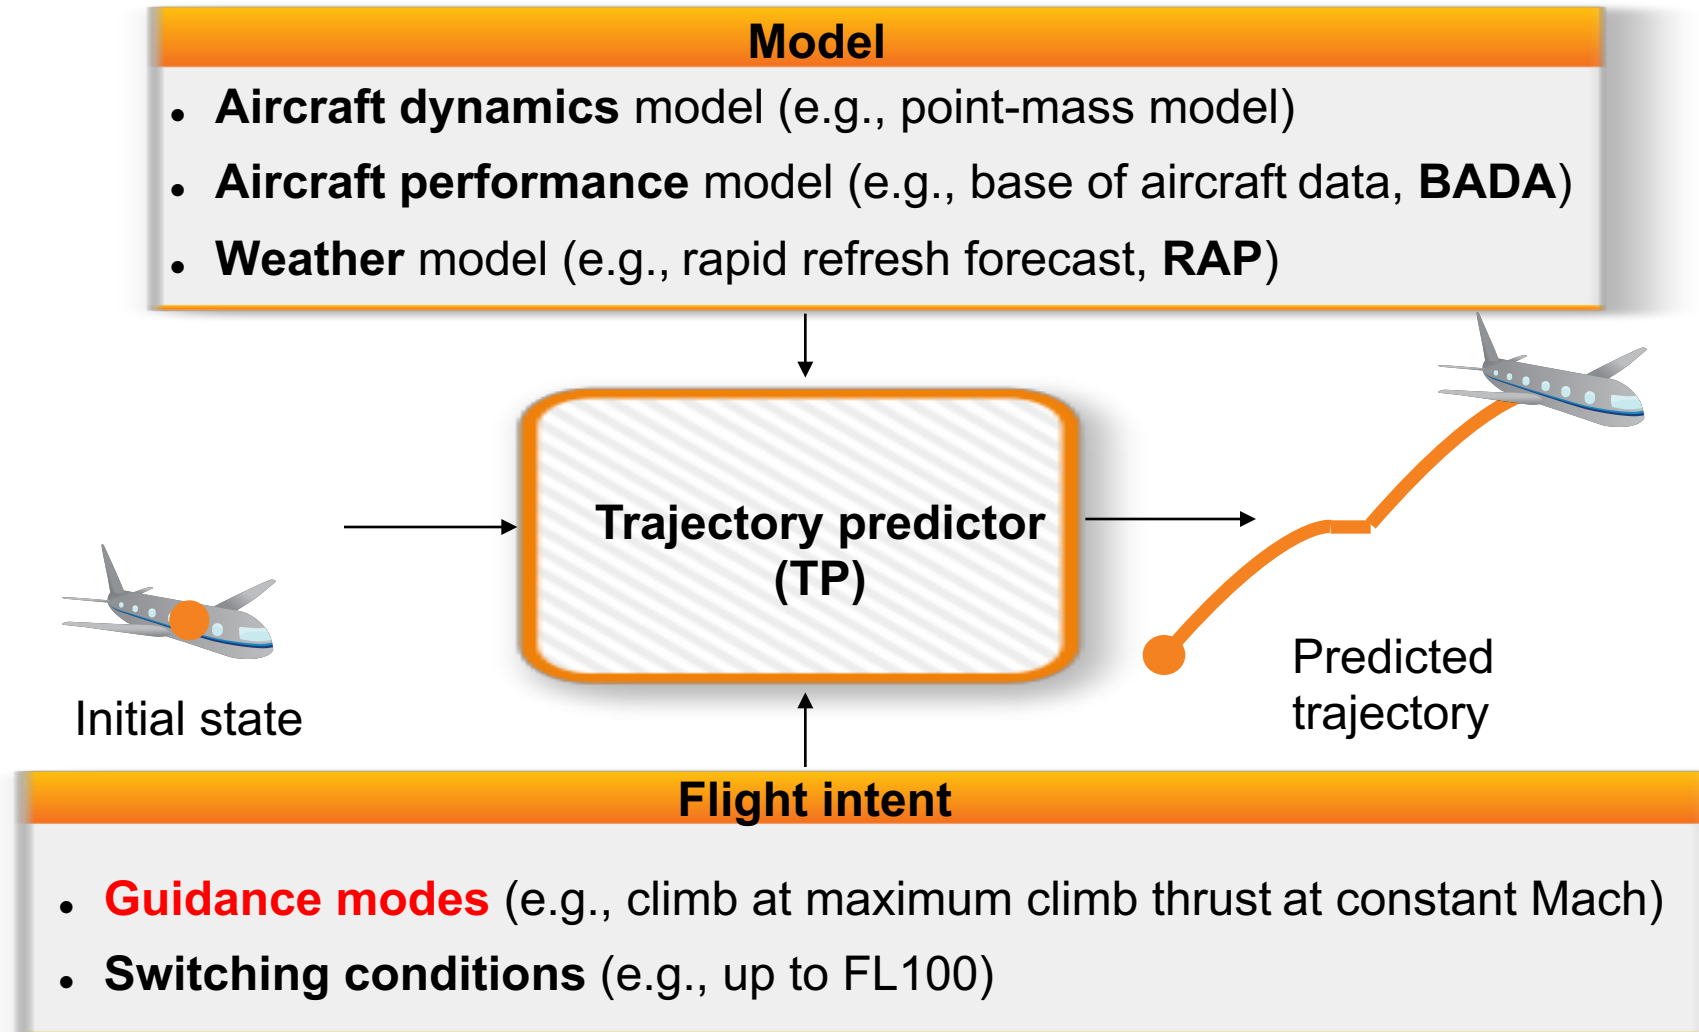 Model
• Aircraft dynamics model (e.g., point-mass model)
• Aircraft performance model (e.g., base of aircraft data, BADA)
• Weather model (e.g., rapid refresh forecast, RAP)
Trajectory predictor
(TP)
Initial state
Predicted
trajectory
Flight intent
• Guidance modes (e.g., climb at maximum climb thrust at constant Mach)
• Switching conditions (e.g., up to FL100)